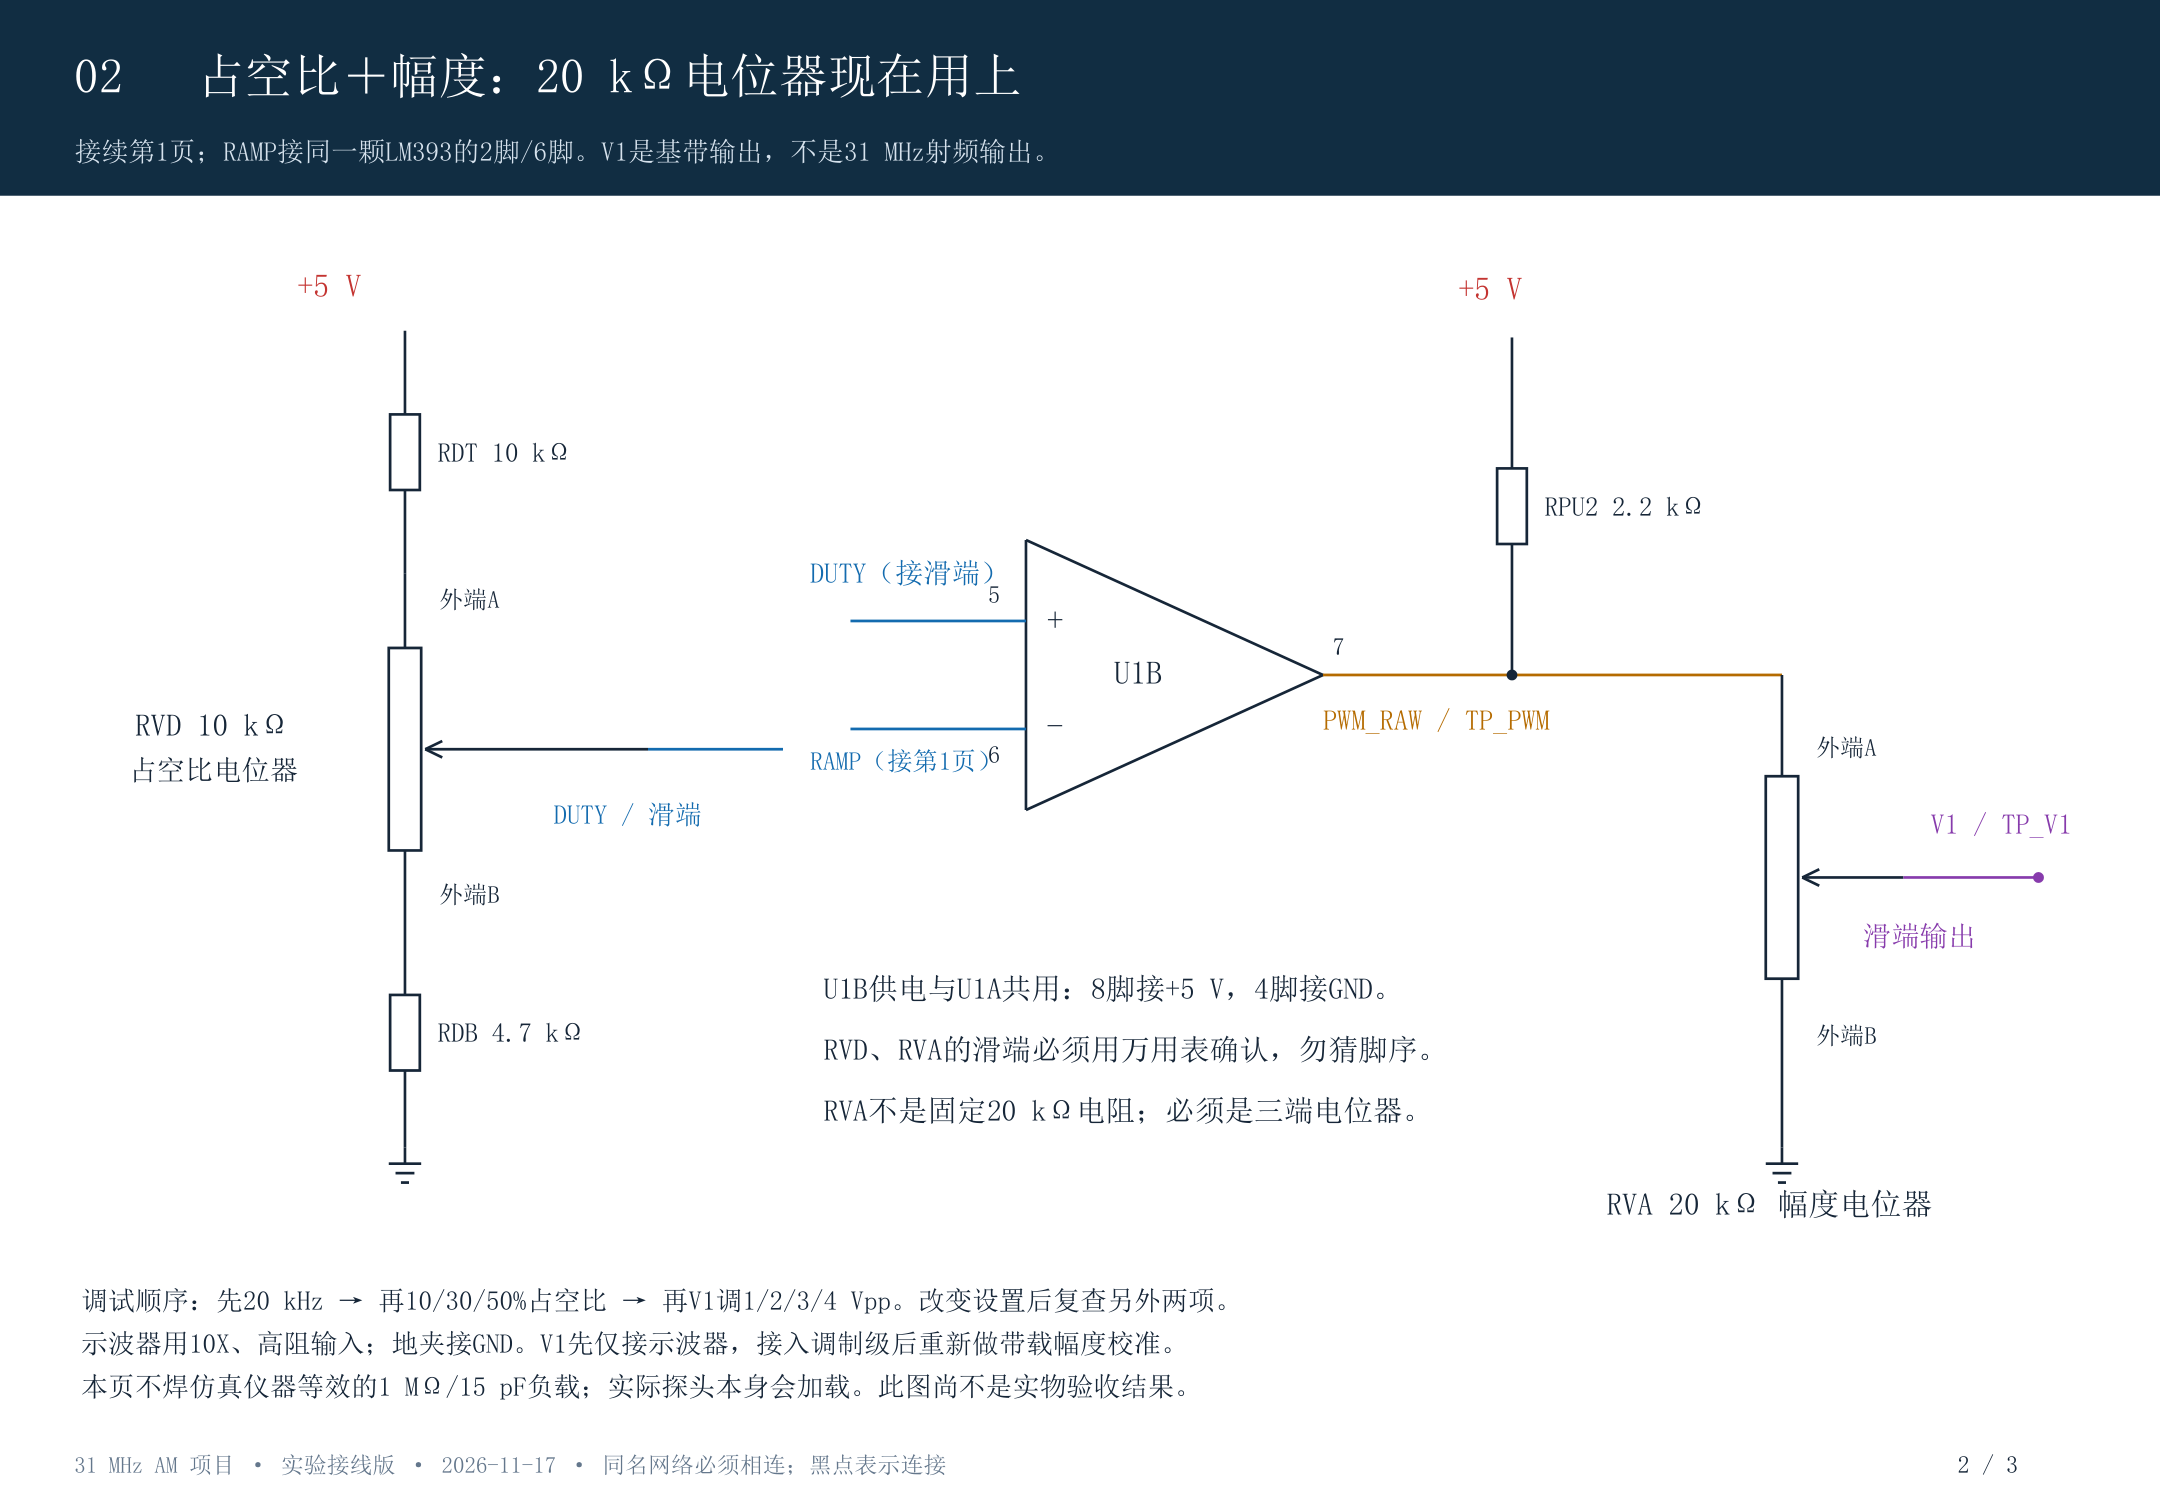 02 占空比＋幅度：20 kΩ电位器现在用上
接续第1页；RAMP接同一颗LM393的2脚/6脚。V1是基带输出，不是31 MHz射频输出。
+5 V
+5 V
RDT 10 kΩ
RPU2 2.2 kΩ
DUTY（接滑端）
5
外端A
+
U1B
7
RVD 10 kΩ
占空比电位器
−
PWM_RAW / TP_PWM
RAMP（接第1页）
6
外端A
DUTY / 滑端
V1 / TP_V1
外端B
滑端输出
U1B供电与U1A共用：8脚接+5 V，4脚接GND。
RDB 4.7 kΩ
RVD、RVA的滑端必须用万用表确认，勿猜脚序。
外端B
RVA不是固定20 kΩ电阻；必须是三端电位器。
RVA 20 kΩ 幅度电位器
调试顺序：先20 kHz → 再10/30/50%占空比 → 再V1调1/2/3/4 Vpp。改变设置后复查另外两项。
示波器用10X、高阻输入；地夹接GND。V1先仅接示波器，接入调制级后重新做带载幅度校准。
本页不焊仿真仪器等效的1 MΩ/15 pF负载；实际探头本身会加载。此图尚不是实物验收结果。
31 MHz AM 项目 • 实验接线版 • 2026-11-17 • 同名网络必须相连；黑点表示连接
2 / 3